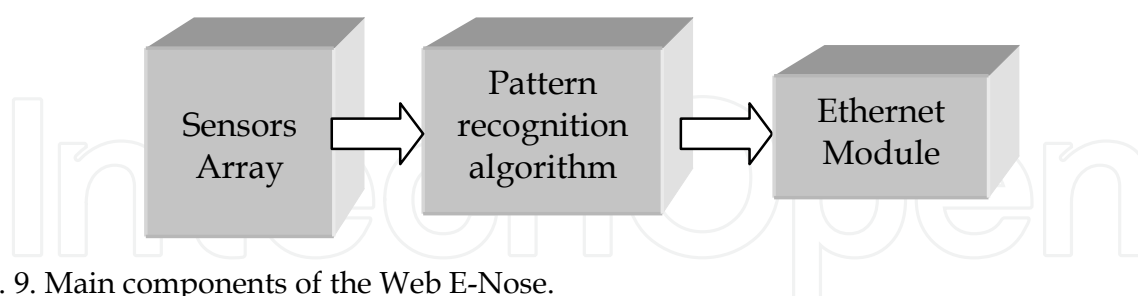 Sensors
Array
Pattern
recognition
algorithm
Ethernet
Module
IntechOpen
. 9. Main components of the Web E-Nose.